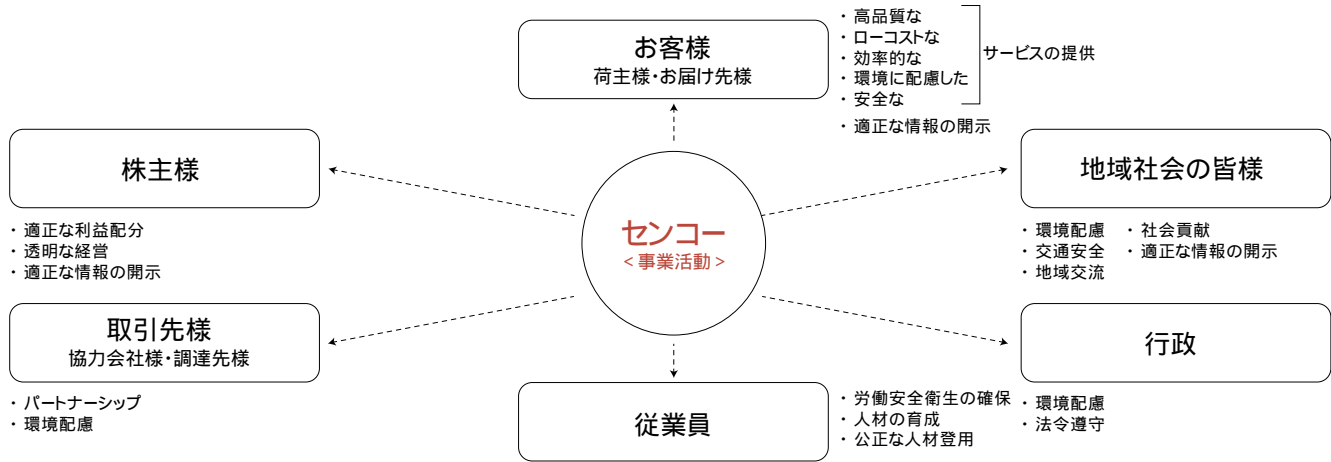 お客様
荷主様・お届け先様
・ 高品質な
・ ローコストな
・ 効率的な
・ 環境に配慮した
・ 安全な
サービスの提供
・ 適正な情報の開示
株主様
・ 適正な利益配分
・ 透明な経営
・ 適正な情報の開示
地域社会の皆様
・ 環境配慮 ・ 社会貢献
・ 交通安全 ・ 適正な情報の開示
・ 地域交流
センコー
< 事業活動 >
取引先様
協力会社様・調達先様
・ パートナーシップ
・ 環境配慮
行政
・ 環境配慮
・ 法令遵守
従業員
・ 労働安全衛生の確保
・ 人材の育成
・ 公正な人材登用